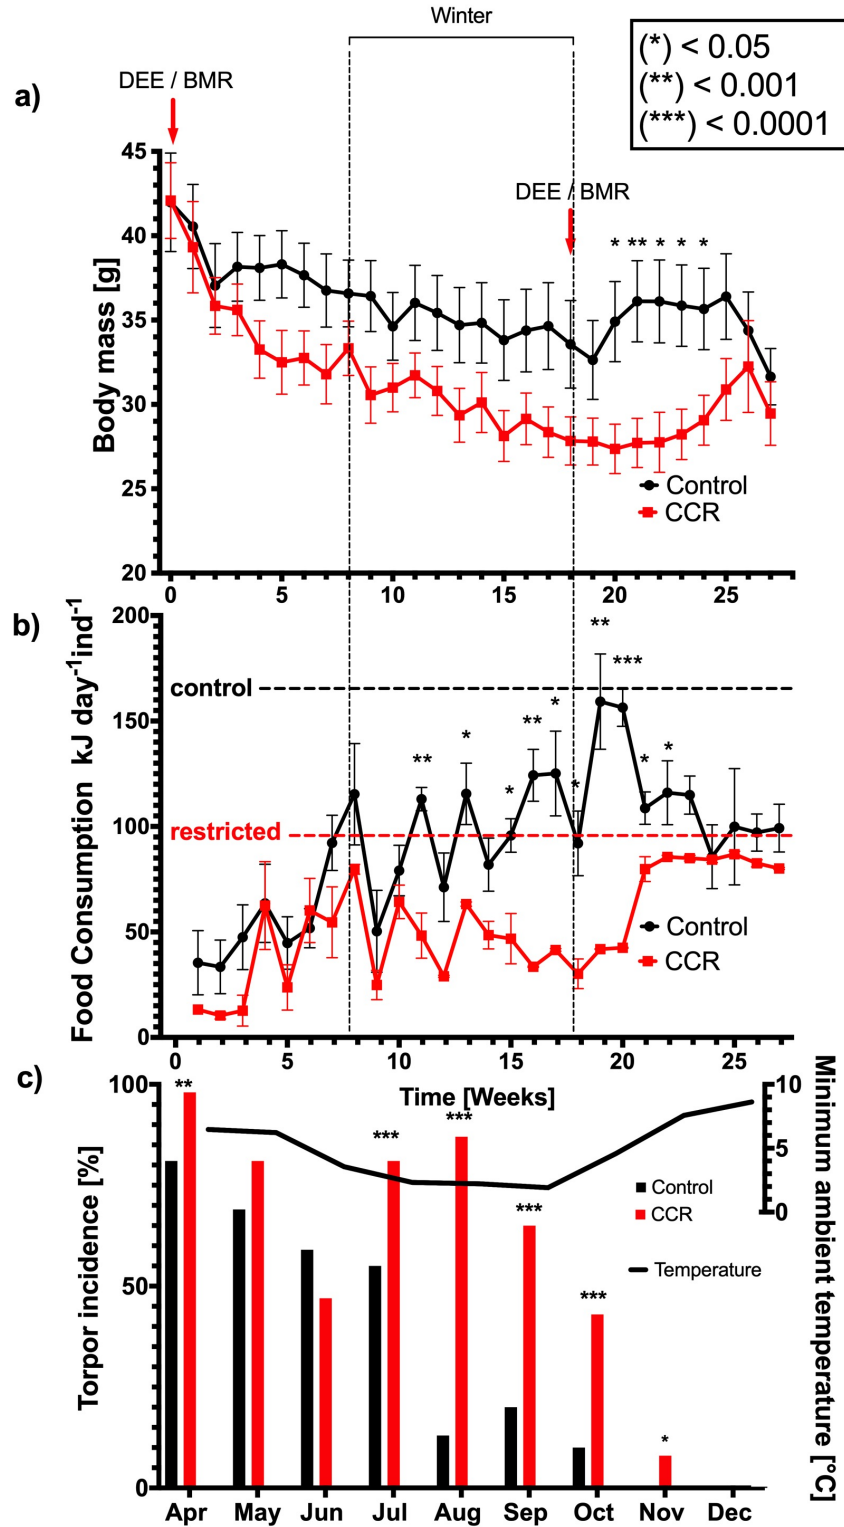 Winter
(*) < 0.05
(**) < 0.001
(***) < 0.0001
a)
DEE / BMR
DEE / BMR
Body mass [g]
45
40
35
30
25
20
* ** * * *
Control
CCR
0 5 10 15 20 25
b)
Food Consumption kJ day⁻¹ind⁻¹
200
150
100
50
0
control
restricted
** * * ** * * ** *** * *
Control
CCR
0 5 10 15 20 25
Time [Weeks]
c)
Torpor incidence [%]
100
50
0
** *** *** *** *** *
Control
CCR
Temperature
10
5
0
Minimum ambient temperature [°C]
Apr May Jun Jul Aug Sep Oct Nov Dec